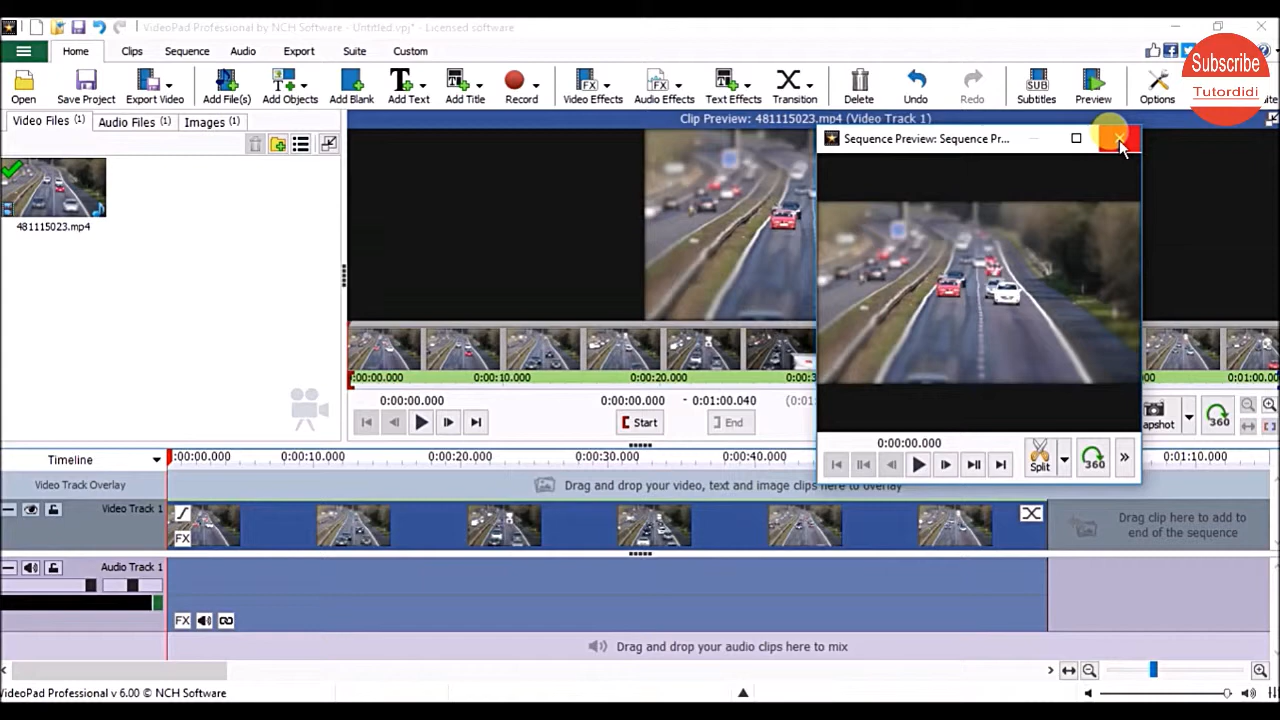 VideoPad Professional by NCH Software - Untitled.vpj* - Licensed software
Home Clips Sequence Audio Export Suite Custom
Subscribe
Tutordidi
Open Save Project Export Video Add File(s) Add Objects Add Blank Add Text Add Title Record Video Effects Audio Effects Text Effects Transition Delete Undo Redo Subtitles Preview Options
SUB
FX
Video Files (1) Audio Files (1) Images (1)
Clip Preview: 481115023.mp4 (Video Track 1)
Sequence Preview: Sequence Pr...
481115023.mp4
:00:00.000 0:00:10.000 0:00:20.000 0:00:3 0:01:00.0
0:00:00.000 0:00:00.000 - 0:01:00.040 (0:01
Start End
apshot 360
0:00:00.000
Split 360
Timeline
:00:00.000 0:00:10.000 0:00:20.000 0:00:30.000 0:00:40.000 0:01:10.000
Video Track Overlay
Drag and drop your video, text and image clips here to overlay
Video Track 1
FX
Drag clip here to add to
end of the sequence
Audio Track 1
FX
Drag and drop your audio clips here to mix
VideoPad Professional v 6.00 © NCH Software